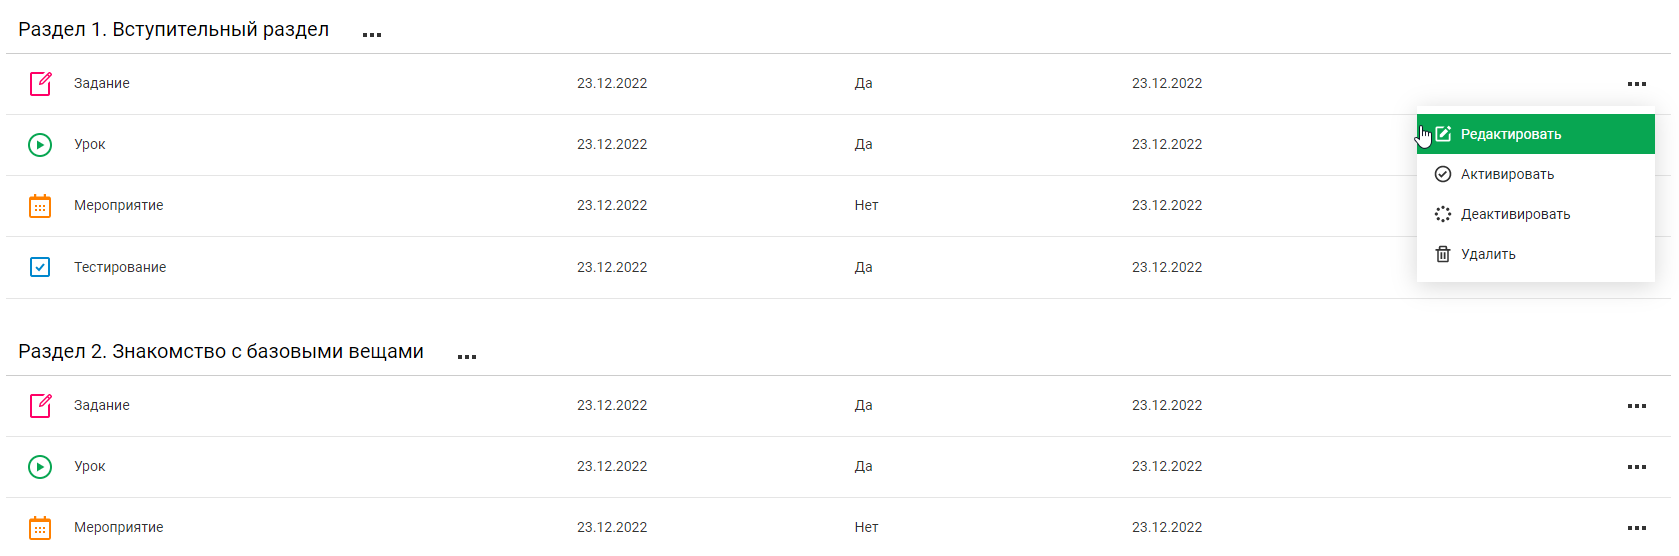 Раздел 1. Вступительный раздел
Задание 23.12.2022 Да 23.12.2022
Урок 23.12.2022 Да 23.12.2022
Мероприятие 23.12.2022 Нет 23.12.2022
Тестирование 23.12.2022 Да 23.12.2022
Редактировать
Активировать
Деактивировать
Удалить
Раздел 2. Знакомство с базовыми вещами
Задание 23.12.2022 Да 23.12.2022
Урок 23.12.2022 Да 23.12.2022
Мероприятие 23.12.2022 Нет 23.12.2022